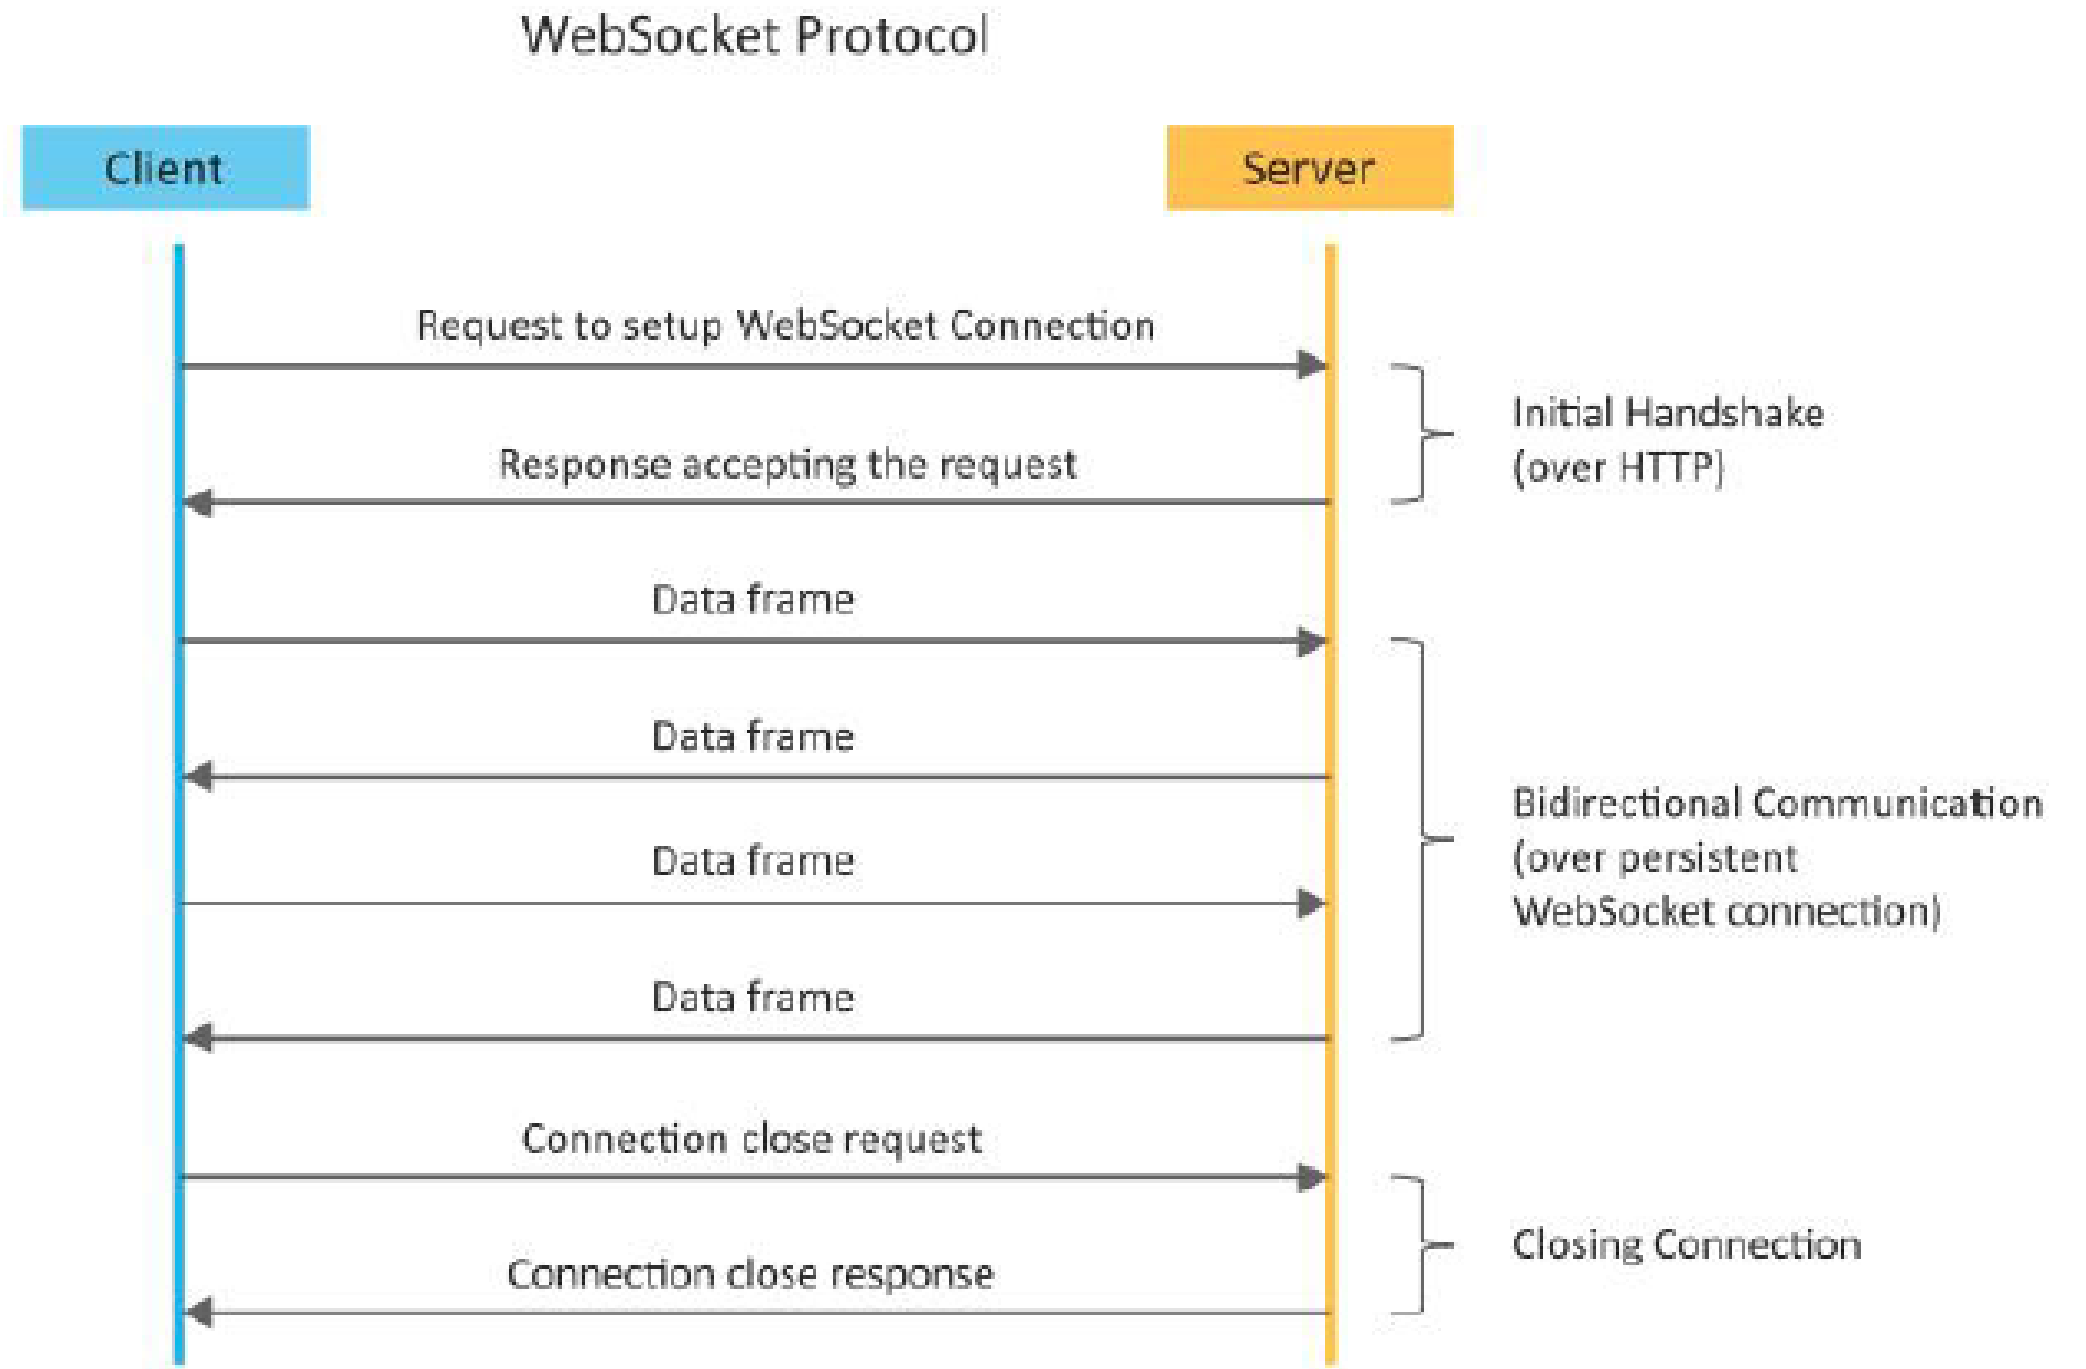 WebSocket Protocol
Client
Server
Request to setup WebSocket Connection
Response accepting the request
Initial Handshake
(over HTTP)
Data frame
Data frame
Data frame
Data frame
Bidirectional Communication
(over persistent
WebSocket connection)
Connection close request
Connection close response
Closing Connection